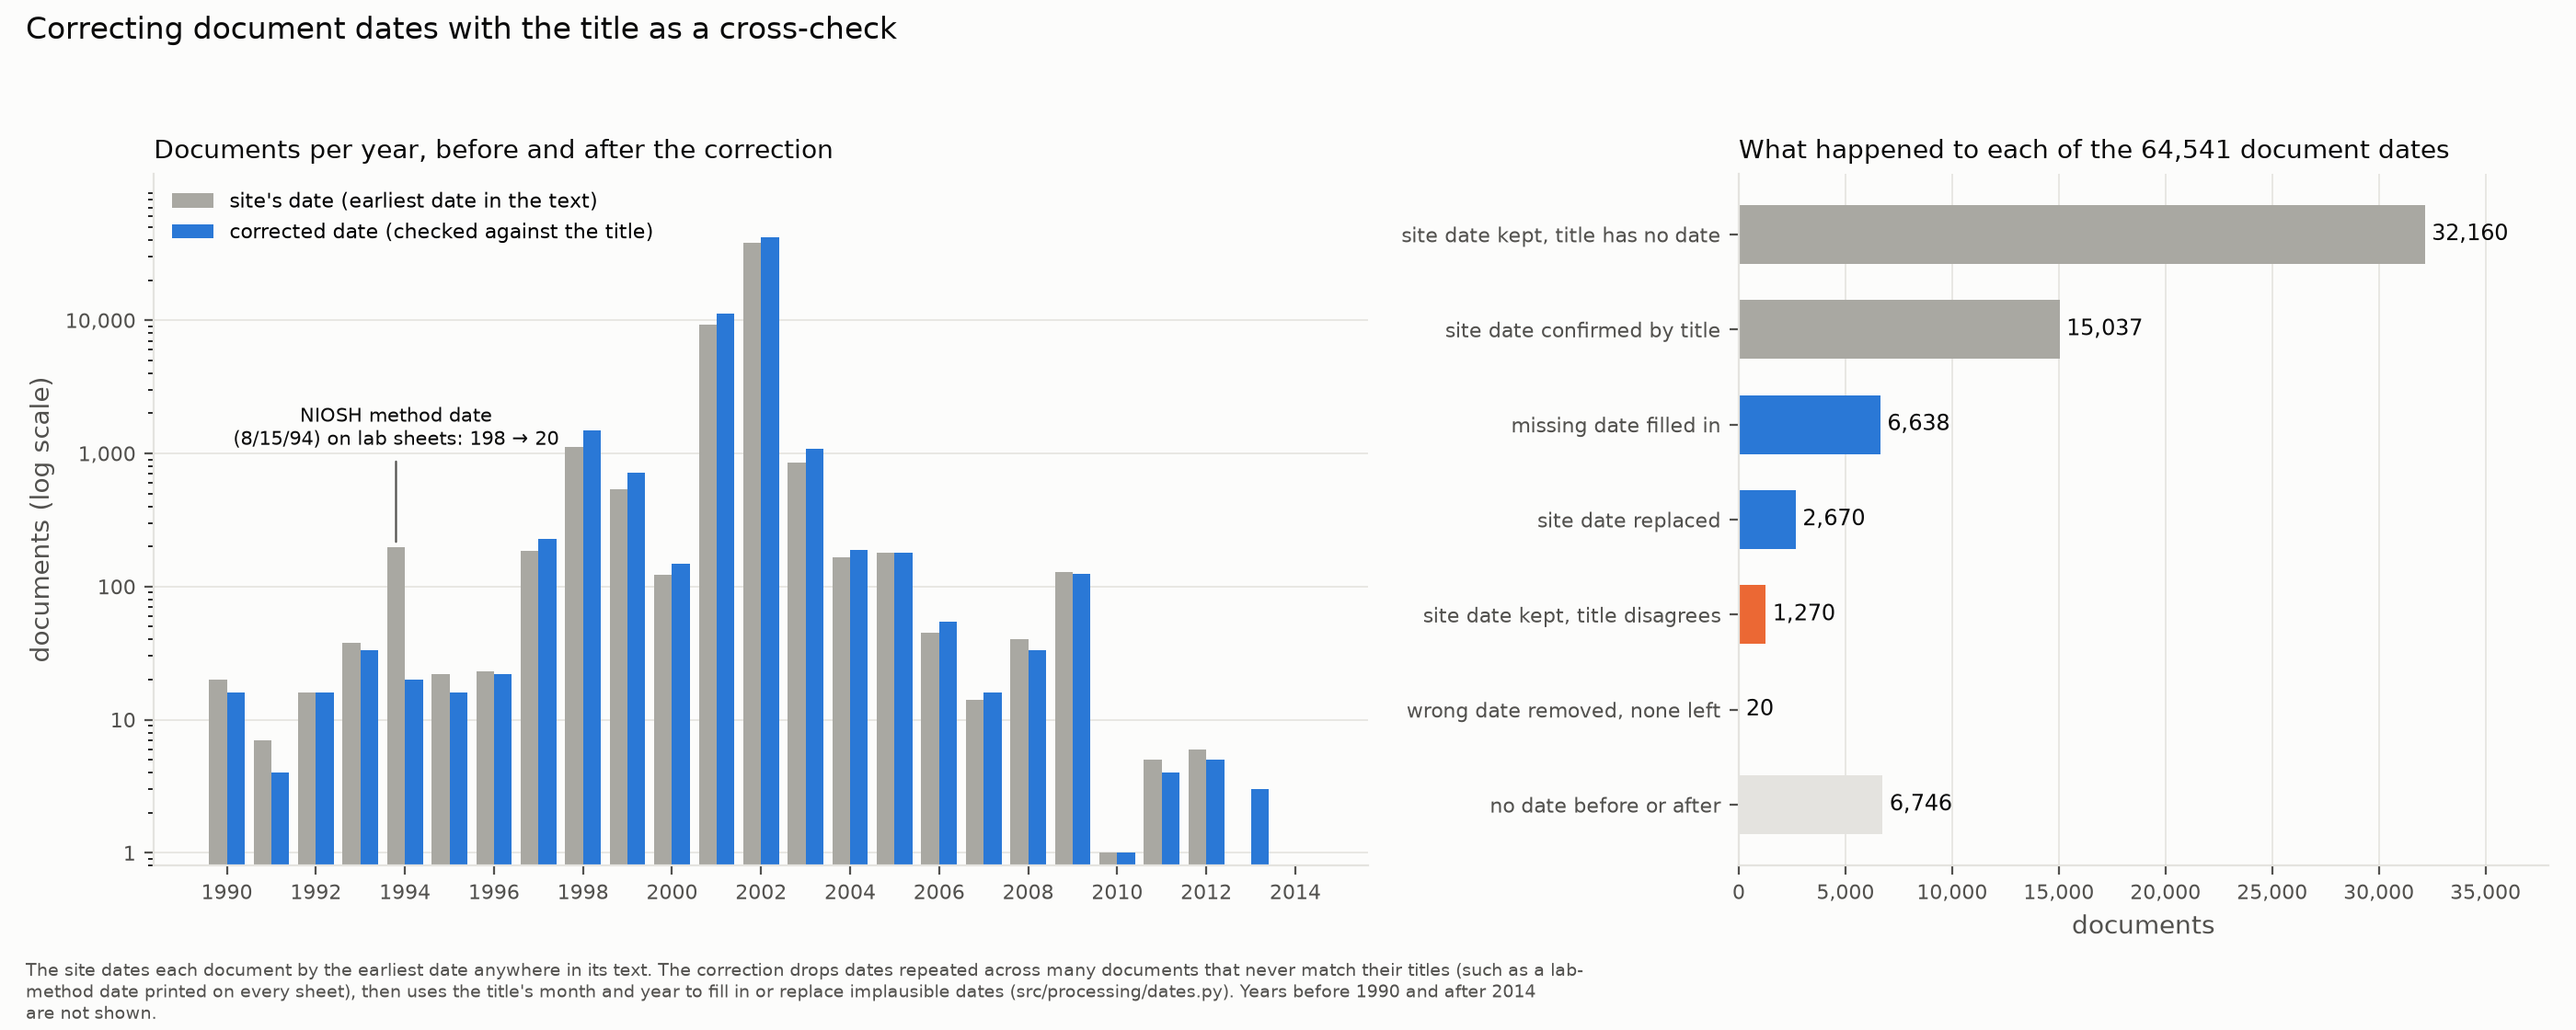 Correcting document dates with the title as a cross-check
Documents per year, before and after the correction
site's date (earliest date in the text)
corrected date (checked against the title)
documents (log scale)
10,000
1,000
100
10
1
NIOSH method date
(8/15/94) on lab sheets: 198 → 20
1990
1992
1994
1996
1998
2000
2002
2004
2006
2008
2010
2012
2014
What happened to each of the 64,541 document dates
site date kept, title has no date
32,160
site date confirmed by title
15,037
missing date filled in
6,638
site date replaced
2,670
site date kept, title disagrees
1,270
wrong date removed, none left
20
no date before or after
6,746
0
5,000
10,000
15,000
20,000
25,000
30,000
35,000
documents
The site dates each document by the earliest date anywhere in its text. The correction drops dates repeated across many documents that never match their titles (such as a lab-
method date printed on every sheet), then uses the title's month and year to fill in or replace implausible dates (src/processing/dates.py). Years before 1990 and after 2014
are not shown.